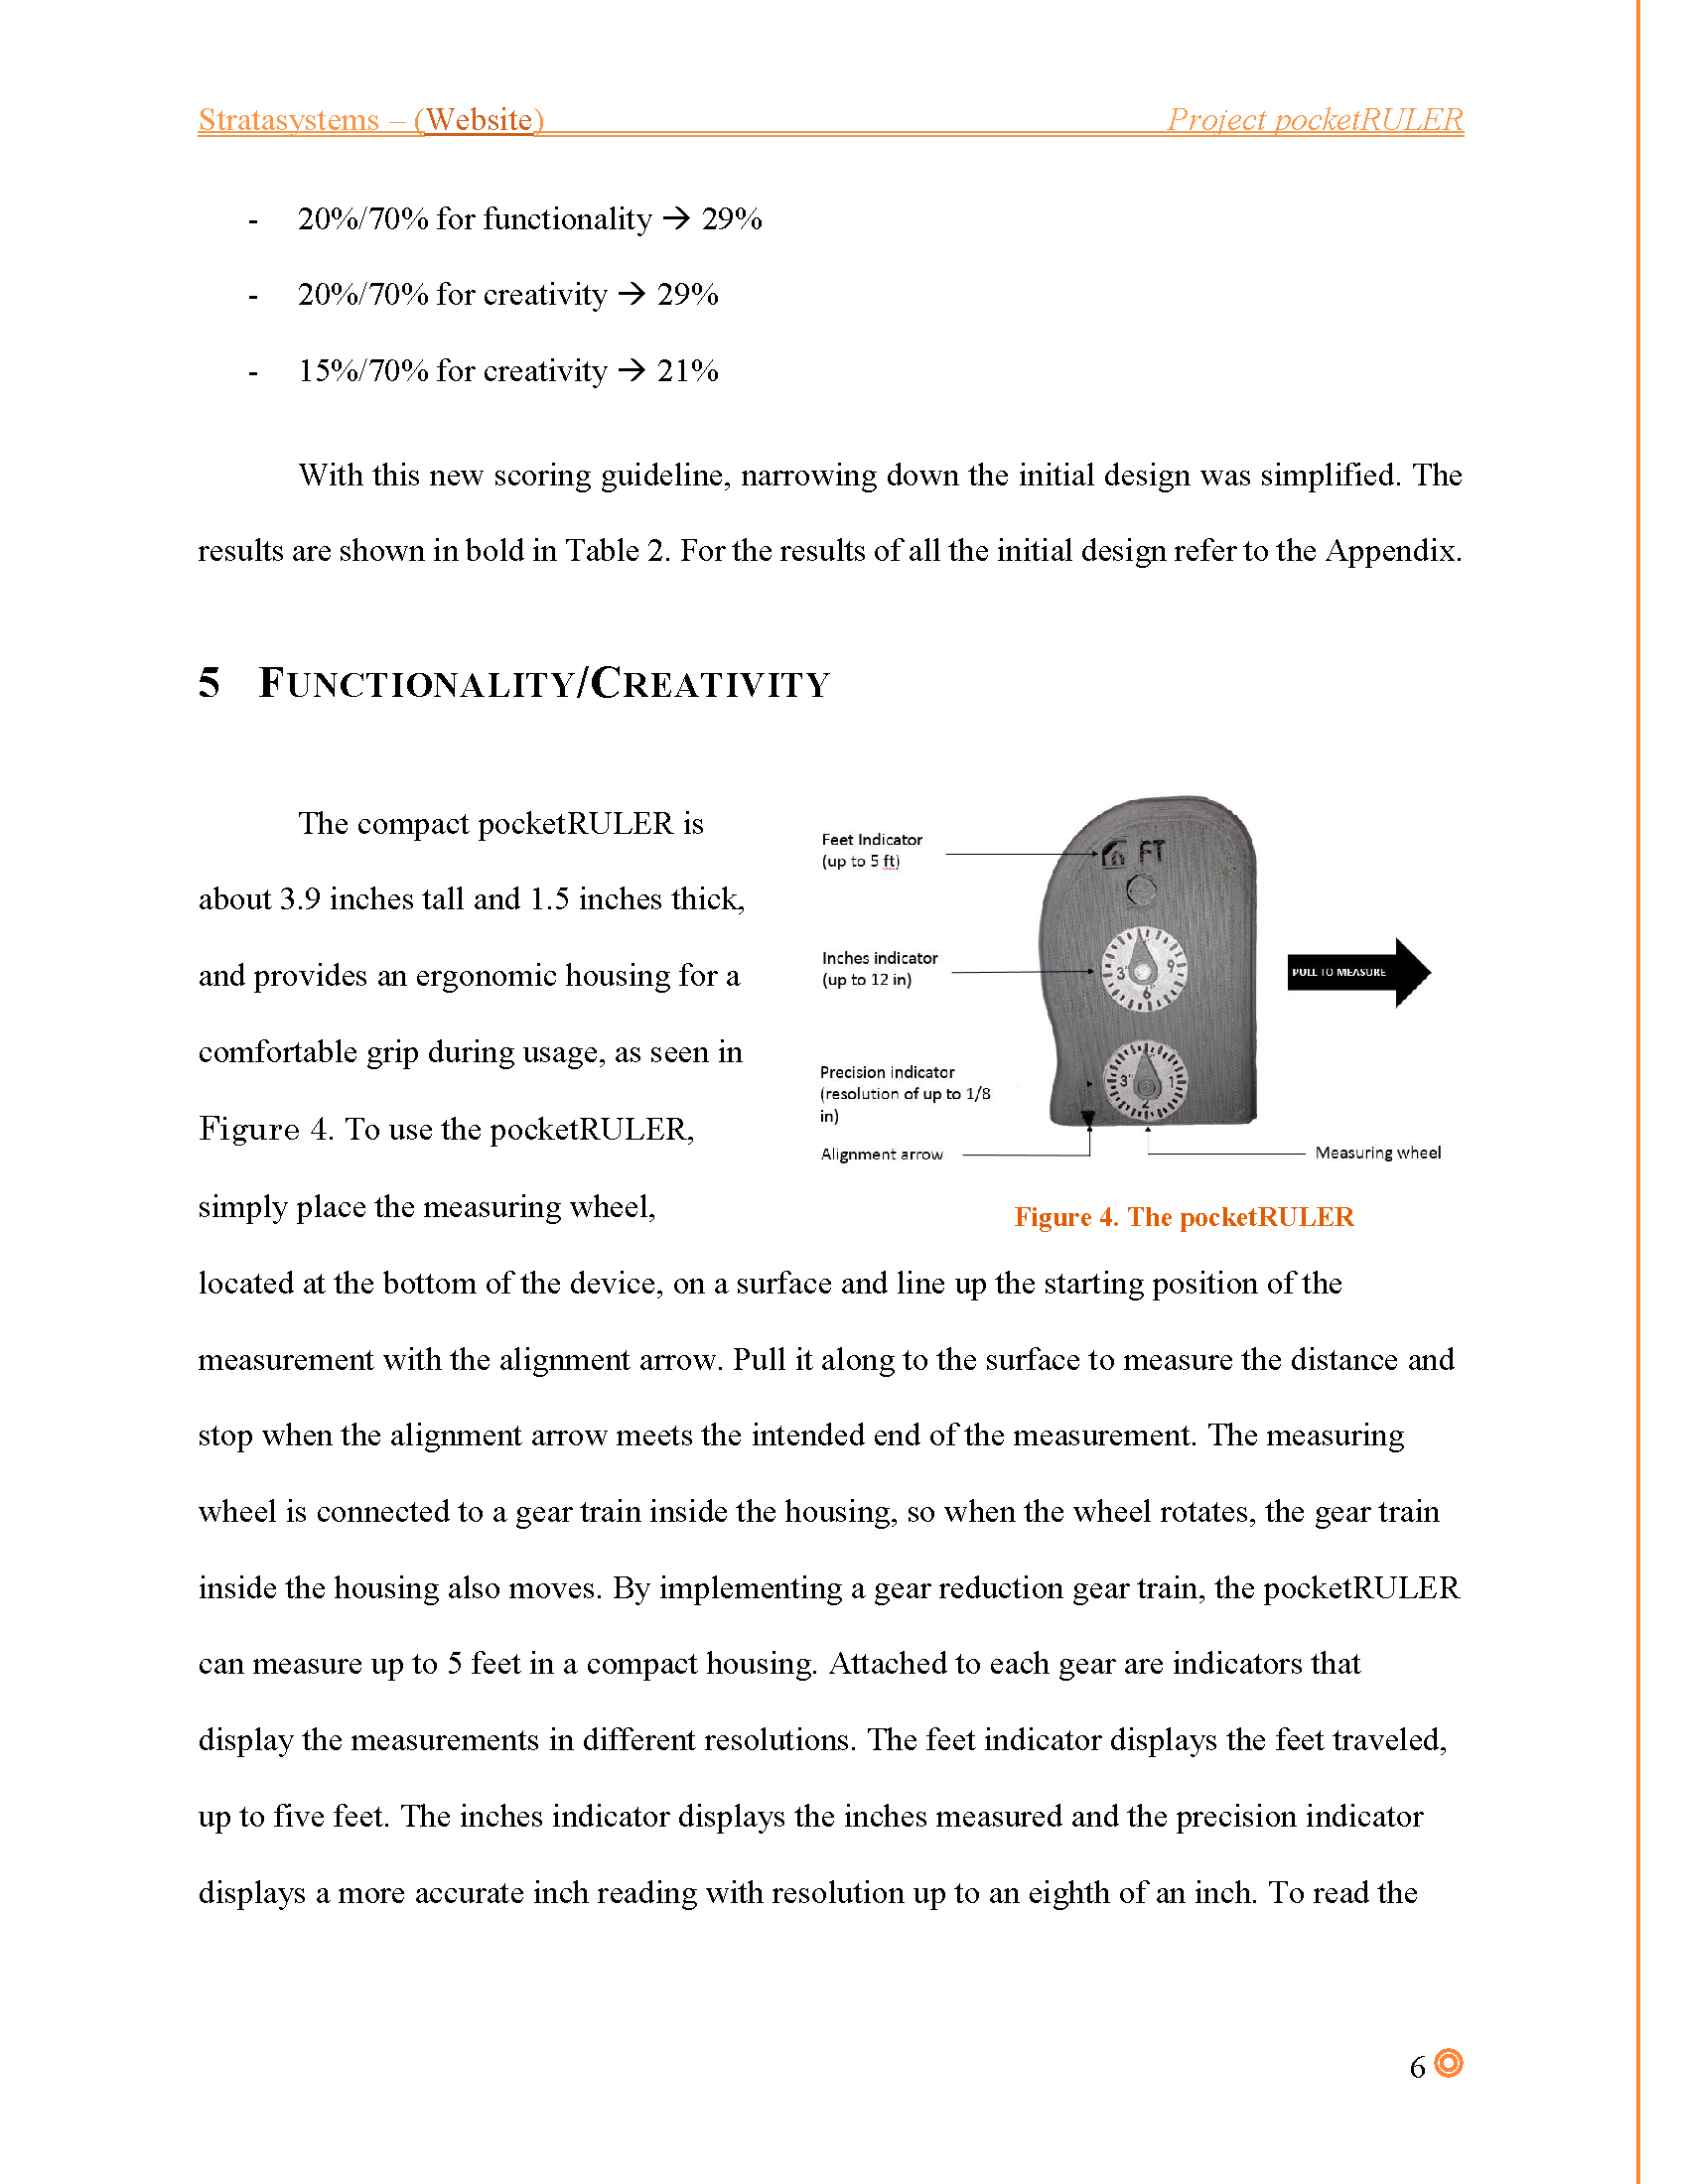 Stratasystems – (Website) Project pocketRULER
- 20%/70% for functionality → 29%
- 20%/70% for creativity → 29%
- 15%/70% for creativity → 21%
With this new scoring guideline, narrowing down the initial design was simplified. The
results are shown in bold in Table 2. For the results of all the initial design refer to the Appendix.
5 FUNCTIONALITY/CREATIVITY
The compact pocketRULER is
about 3.9 inches tall and 1.5 inches thick,
and provides an ergonomic housing for a
comfortable grip during usage, as seen in
Figure 4. To use the pocketRULER,
simply place the measuring wheel,
Feet Indicator
(up to 5 ft)
FT
Inches indicator
(up to 12 in)
3" 9"
6"
PULL TO MEASURE
Precision indicator
(resolution of up to 1/8
in)
3" 1"
2"
Alignment arrow
Measuring wheel
Figure 4. The pocketRULER
located at the bottom of the device, on a surface and line up the starting position of the
measurement with the alignment arrow. Pull it along to the surface to measure the distance and
stop when the alignment arrow meets the intended end of the measurement. The measuring
wheel is connected to a gear train inside the housing, so when the wheel rotates, the gear train
inside the housing also moves. By implementing a gear reduction gear train, the pocketRULER
can measure up to 5 feet in a compact housing. Attached to each gear are indicators that
display the measurements in different resolutions. The feet indicator displays the feet traveled,
up to five feet. The inches indicator displays the inches measured and the precision indicator
displays a more accurate inch reading with resolution up to an eighth of an inch. To read the
6